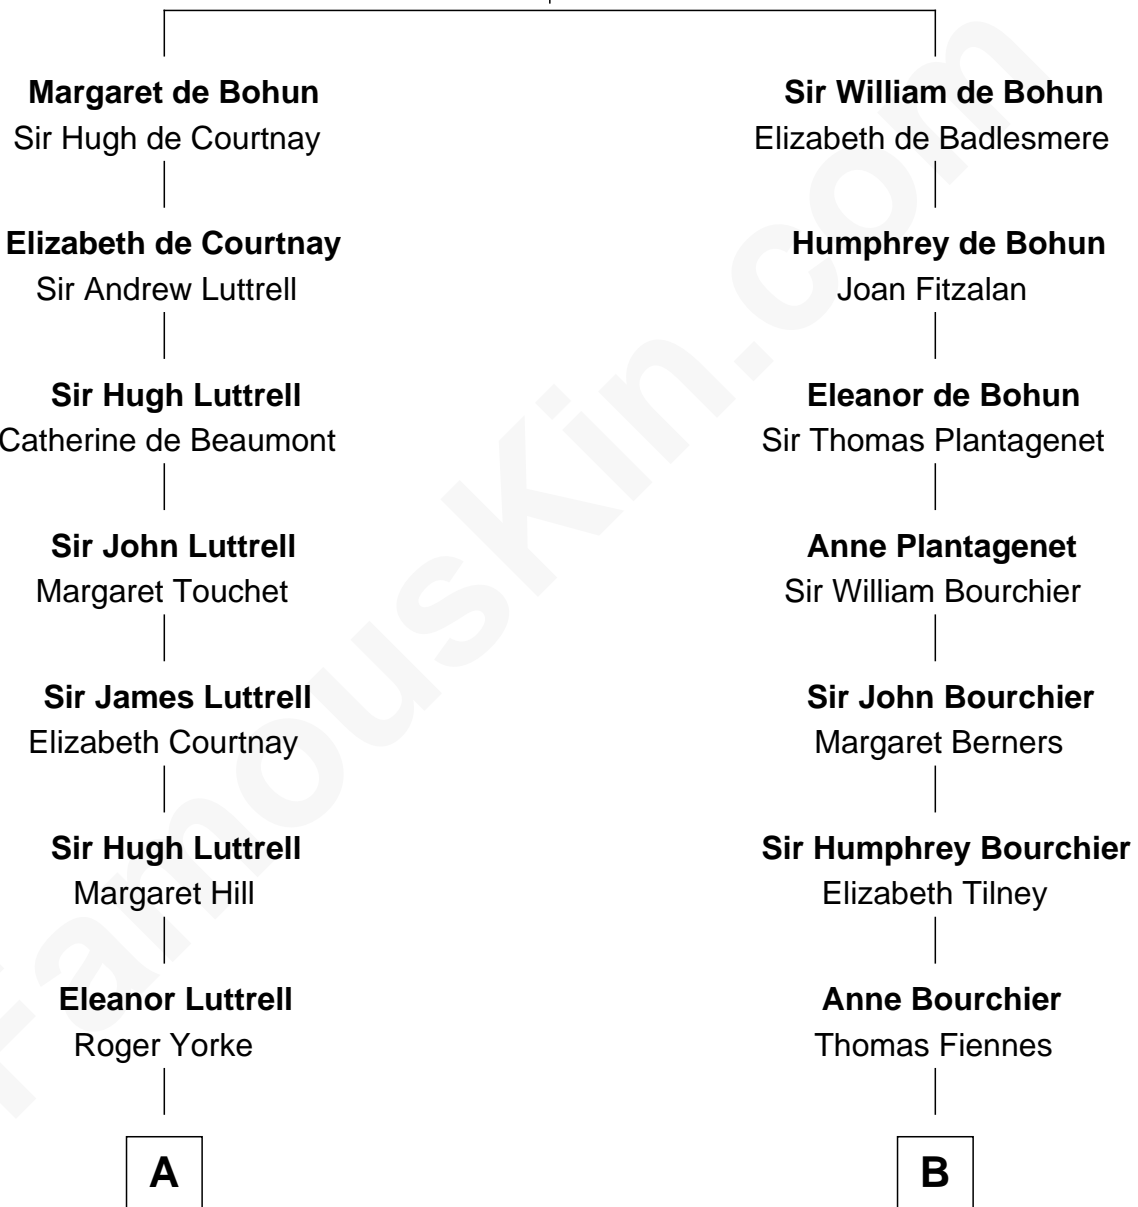 Margaret de Bohun
Sir Hugh de Courtnay
Elizabeth de Courtnay
Sir Andrew Luttrell
Sir Hugh Luttrell
Catherine de Beaumont
Sir John Luttrell
Margaret Touchet
Sir James Luttrell
Elizabeth Courtnay
Sir Hugh Luttrell
Margaret Hill
Eleanor Luttrell
Roger Yorke
A
Sir William de Bohun
Elizabeth de Badlesmere
Humphrey de Bohun
Joan Fitzalan
Eleanor de Bohun
Sir Thomas Plantagenet
Anne Plantagenet
Sir William Bourchier
Sir John Bourchier
Margaret Berners
Sir Humphrey Bourchier
Elizabeth Tilney
Anne Bourchier
Thomas Fiennes
B
FamousKin.com